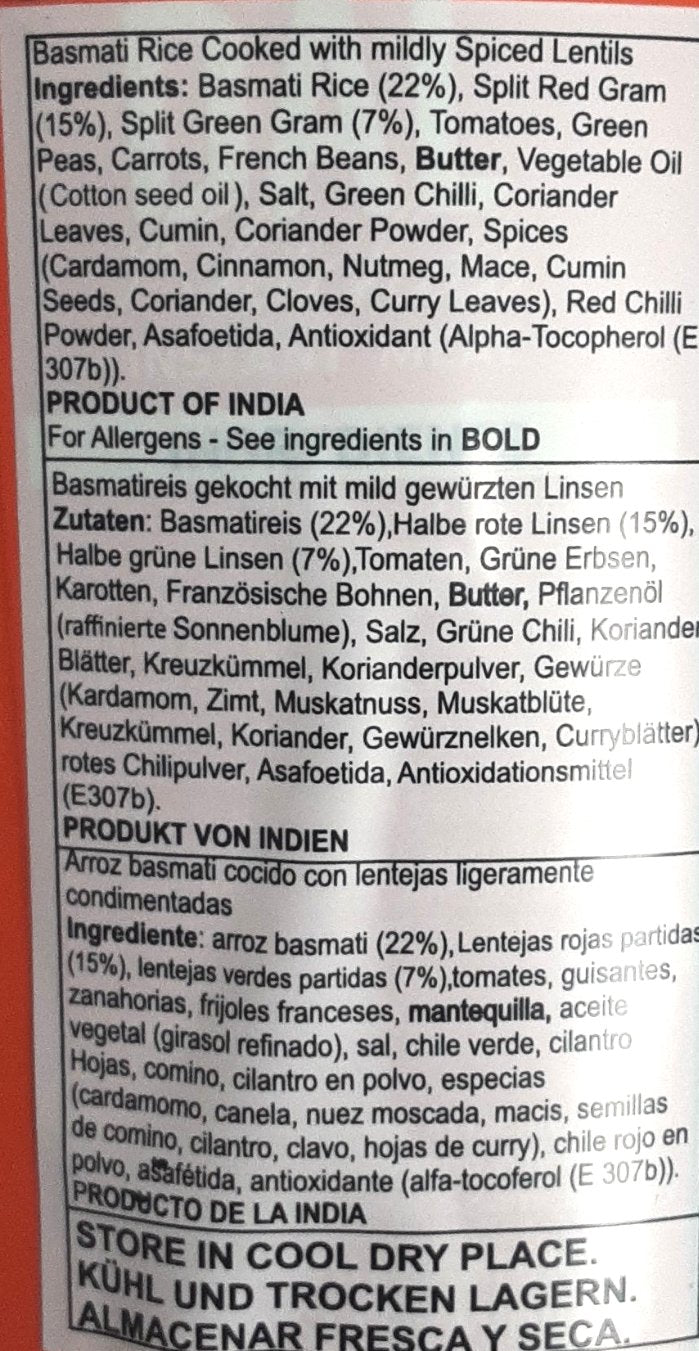 Basmati Rice Cooked with mildly Spiced Lentils
Ingredients: Basmati Rice (22%), Split Red Gram
(15%), Split Green Gram (7%), Tomatoes, Green
Peas, Carrots, French Beans, Butter, Vegetable Oil
(Cotton seed oil), Salt, Green Chilli, Coriander
Leaves, Cumin, Coriander Powder, Spices
(Cardamom, Cinnamon, Nutmeg, Mace, Cumin
Seeds, Coriander, Cloves, Curry Leaves), Red Chilli
Powder, Asafoetida, Antioxidant (Alpha-Tocopherol (E
307b)).
PRODUCT OF INDIA
For Allergens - See ingredients in BOLD
Basmatireis gekocht mit mild gewürzten Linsen
Zutaten: Basmatireis (22%),Halbe rote Linsen (15%),
Halbe grüne Linsen (7%),Tomaten, Grüne Erbsen,
Karotten, Französische Bohnen, Butter, Pflanzenöl
(raffinierte Sonnenblume), Salz, Grüne Chili, Koriander
Blätter, Kreuzkümmel, Korianderpulver, Gewürze
(Kardamom, Zimt, Muskatnuss, Muskatblüte,
Kreuzkümmel, Koriander, Gewürznelken, Curryblätter)
rotes Chilipulver, Asafoetida, Antioxidationsmittel
(E307b).
PRODUKT VON INDIEN
Arroz basmati cocido con lentejas ligeramente
condimentadas
Ingrediente: arroz basmati (22%),Lentejas rojas partidas
(15%), lentejas verdes partidas (7%),tomates, guisantes,
zanahorias, frijoles franceses, mantequilla, aceite
vegetal (girasol refinado), sal, chile verde, cilantro
Hojas, comino, cilantro en polvo, especias
(cardamomo, canela, nuez moscada, macis, semillas
de comino, cilantro, clavo, hojas de curry), chile rojo en
polvo, asafétida, antioxidante (alfa-tocoferol (E 307b)).
PRODUCTO DE LA INDIA
STORE IN COOL DRY PLACE.
KÜHL UND TROCKEN LAGERN.
ALMACENAR FRESCA Y SECA.